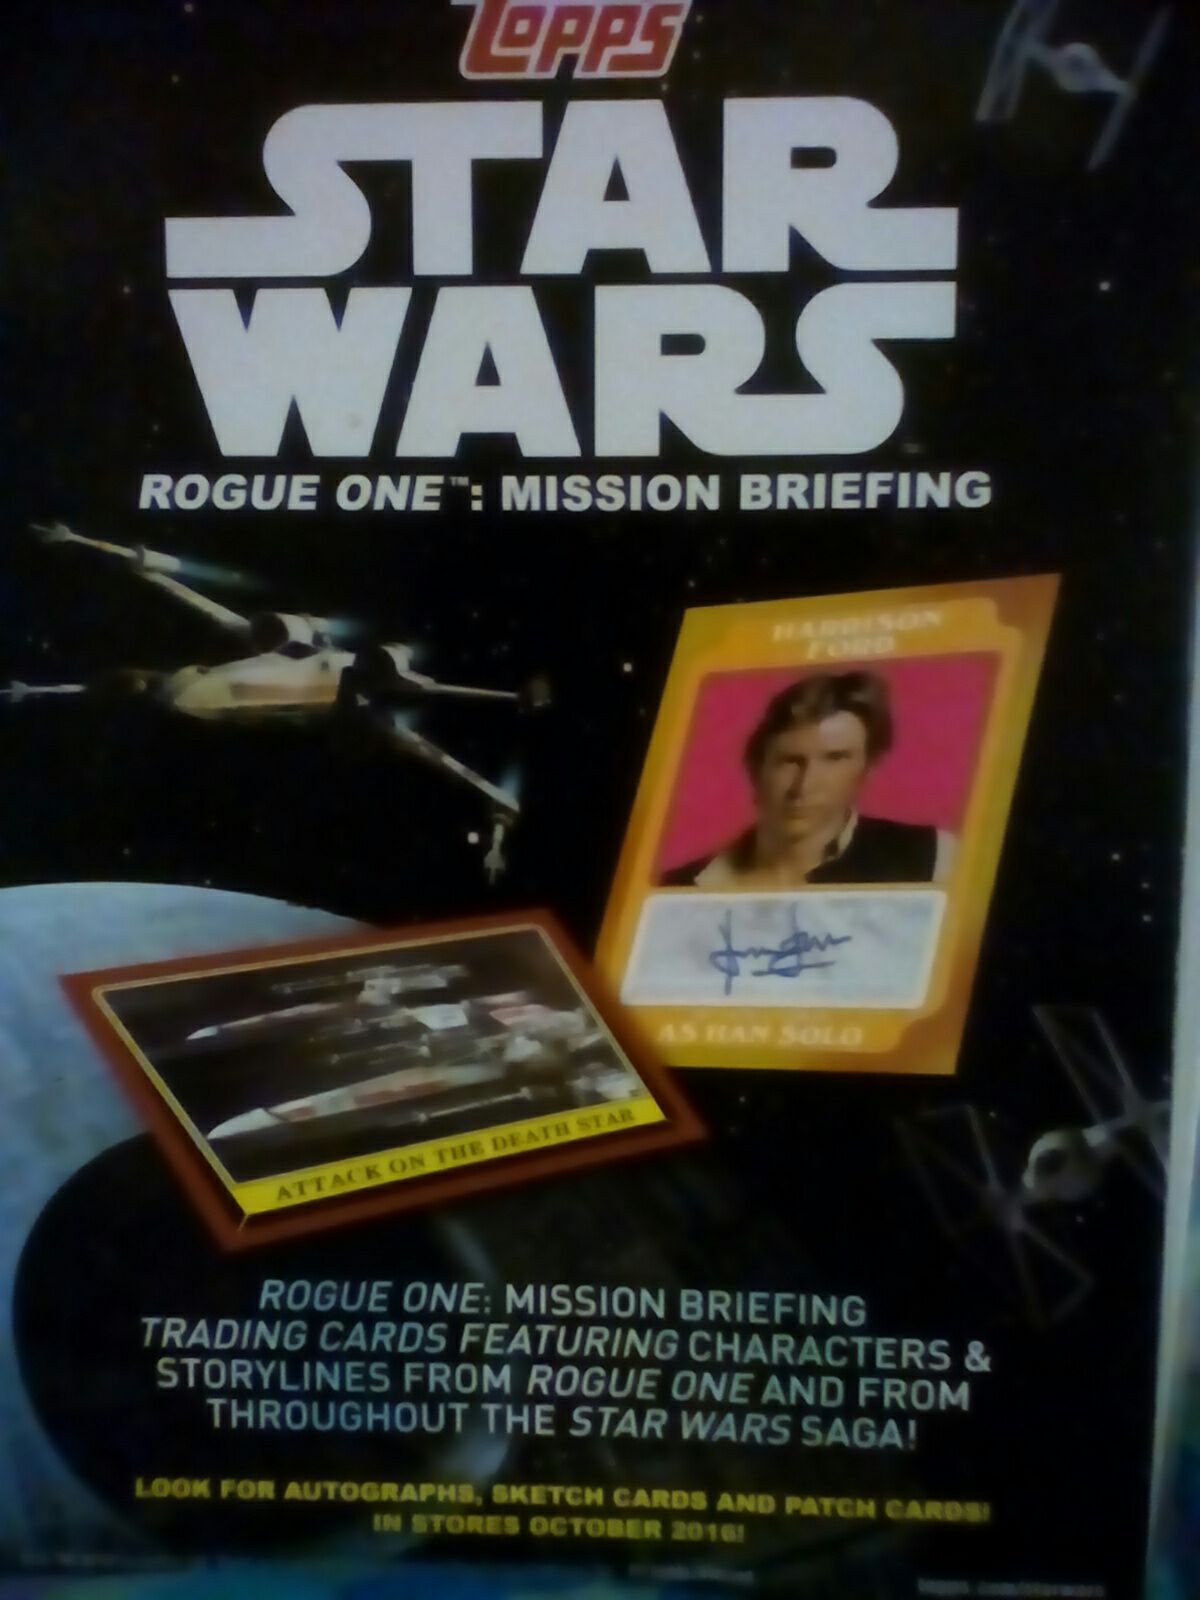 Topps
STAR
WARS
ROGUE ONE™: MISSION BRIEFING
HARRISON
FORD
AS HAN SOLO
ATTACK ON THE DEATH STAR
ROGUE ONE: MISSION BRIEFING
TRADING CARDS FEATURING CHARACTERS &
STORYLINES FROM ROGUE ONE AND FROM
THROUGHOUT THE STAR WARS SAGA!
LOOK FOR AUTOGRAPHS, SKETCH CARDS AND PATCH CARDS!
IN STORES OCTOBER 2016!